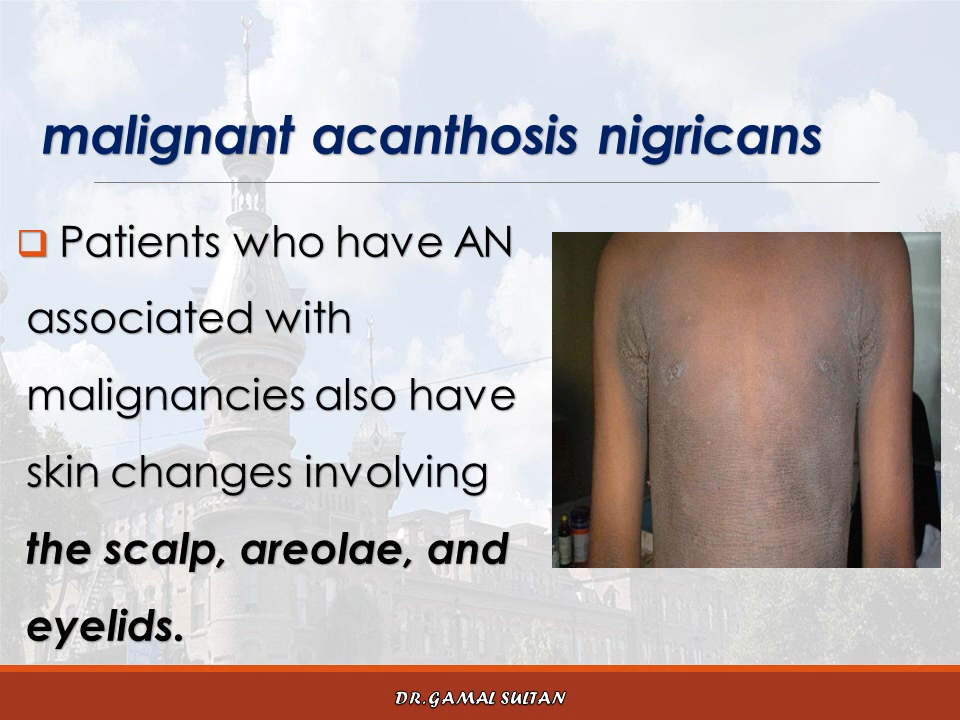 malignant acanthosis nigricans
Patients who have AN
associated with
malignancies also have
skin changes involving
the scalp, areolae, and
eyelids.
DR.GAMAL SULTAN